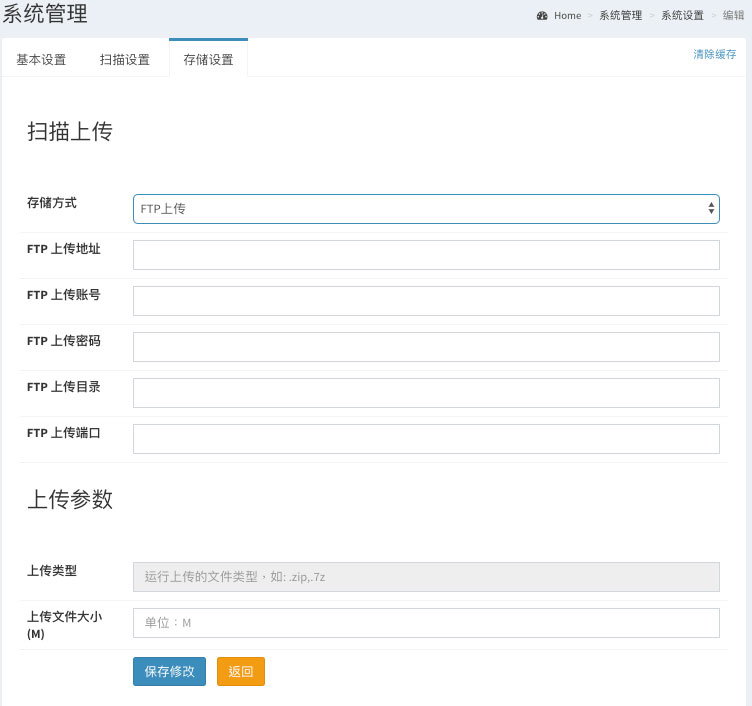 系统管理
Home > 系统管理 > 系统设置 > 编辑
基本设置 扫描设置 存储设置 清除缓存
扫描上传
存储方式 FTP上传
FTP 上传地址
FTP 上传账号
FTP 上传密码
FTP 上传目录
FTP 上传端口
上传参数
上传类型 运行上传的文件类型，如: .zip,.7z
上传文件大小
(M) 单位：M
保存修改 返回